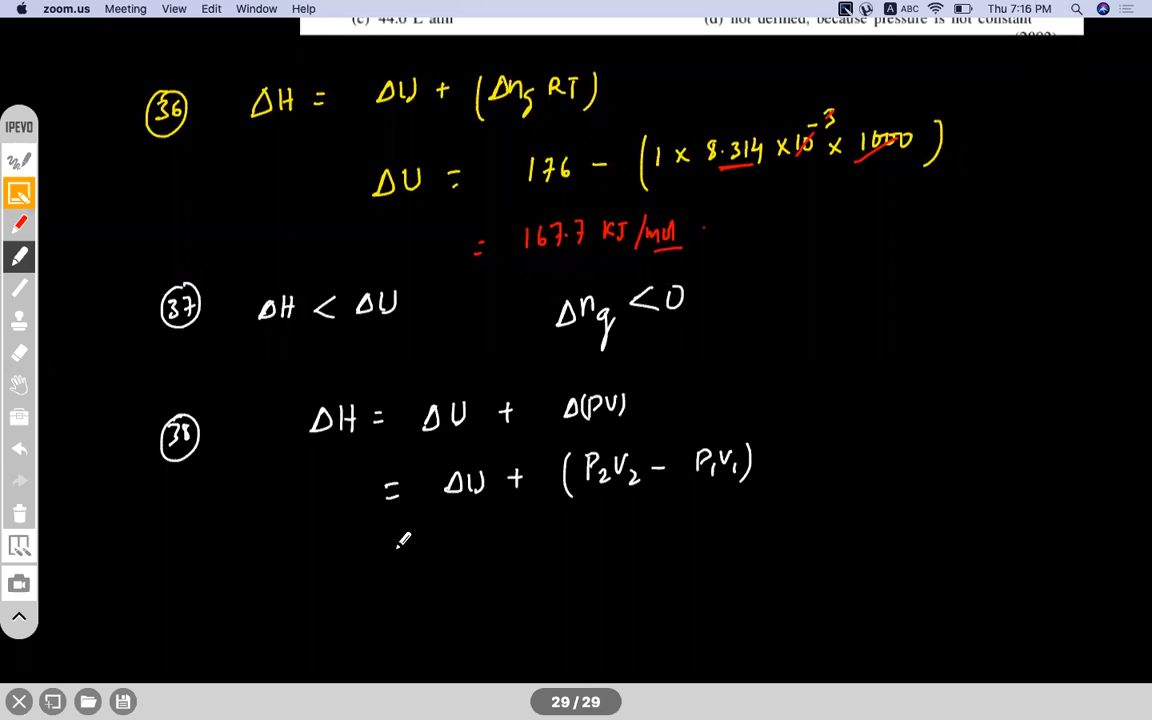 zoom.us Meeting View Edit Window Help A ABC Thu 7:16 PM
(c) 44.0 L atm (d) not defined, because pressure is not constant
(2002)
IPEVO
36 ΔH = ΔU + (Δng RT)
ΔU = 176 - (1 × 8.314 × 10⁻³ × 1000)
= 167.7 KJ/mol
37 ΔH < ΔU Δng < 0
38 ΔH = ΔU + Δ(PV)
= ΔU + (P₂V₂ - P₁V₁)
29 / 29